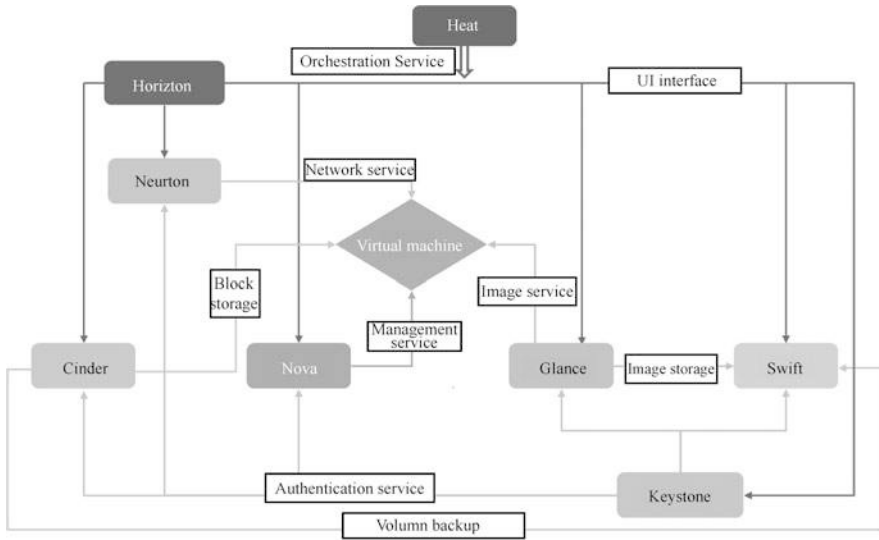 Heat
Orchestration Service
Horizton
UI interface
Neurton
Network service
Virtual machine
Block
storage
Image service
Management
service
Cinder
Nova
Glance
Image storage
Swift
Authentication service
Keystone
Volumn backup